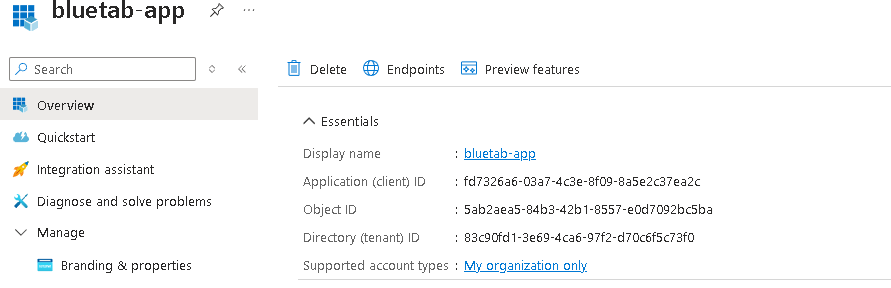 bluetab-app
Search
Delete
Endpoints
Preview features
Overview
Quickstart
Integration assistant
Diagnose and solve problems
Manage
Branding & properties
Essentials
Display name : bluetab-app
Application (client) ID : fd7326a6-03a7-4c3e-8f09-8a5e2c37ea2c
Object ID : 5ab2aea5-84b3-42b1-8557-e0d7092bc5ba
Directory (tenant) ID : 83c90fd1-3e69-4ca6-97f2-d70c6f5c73f0
Supported account types : My organization only